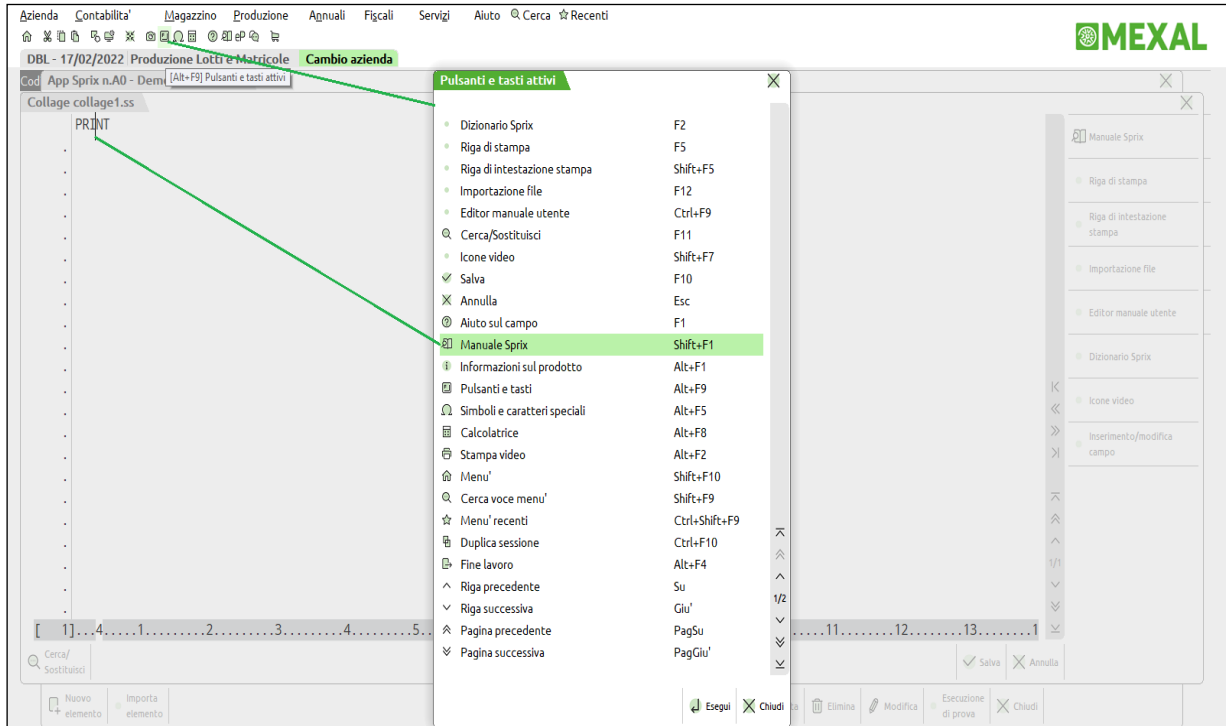 Azienda Contabilita' Magazzino Produzione Annuali Fiscali Servizi Aiuto Cerca Recenti
MEXAL
DBL - 17/02/2022 Produzione Lotti e Matricole Cambio azienda
Cod App Sprix n.A0 - Dem
[Alt+F9] Pulsanti e tasti attivi
Collage collage1.ss
PRINT
Pulsanti e tasti attivi
Dizionario Sprix F2
Riga di stampa F5
Riga di intestazione stampa Shift+F5
Importazione file F12
Editor manuale utente Ctrl+F9
Cerca/Sostituisci F11
Icone video Shift+F7
Salva F10
Annulla Esc
Aiuto sul campo F1
Manuale Sprix Shift+F1
Informazioni sul prodotto Alt+F1
Pulsanti e tasti Alt+F9
Simboli e caratteri speciali Alt+F5
Calcolatrice Alt+F8
Stampa video Alt+F2
Menu' Shift+F10
Cerca voce menu' Shift+F9
Menu' recenti Ctrl+Shift+F9
Duplica sessione Ctrl+F10
Fine lavoro Alt+F4
Riga precedente Su
Riga successiva Giu'
Pagina precedente PagSu
Pagina successiva PagGiu'
1/2
Esegui Chiudi
Manuale Sprix
Riga di stampa
Riga di intestazione
stampa
Importazione file
Editor manuale utente
Dizionario Sprix
Icone video
Inserimento/modifica
campo
1/1
[ 1]...4.....1.........2.........3.........4.........5.. ....11........12........13........1
Cerca/
Sostituisci
Salva Annulla
Nuovo
elemento
Importa
elemento
ta Elimina Modifica
Esecuzione
di prova
Chiudi